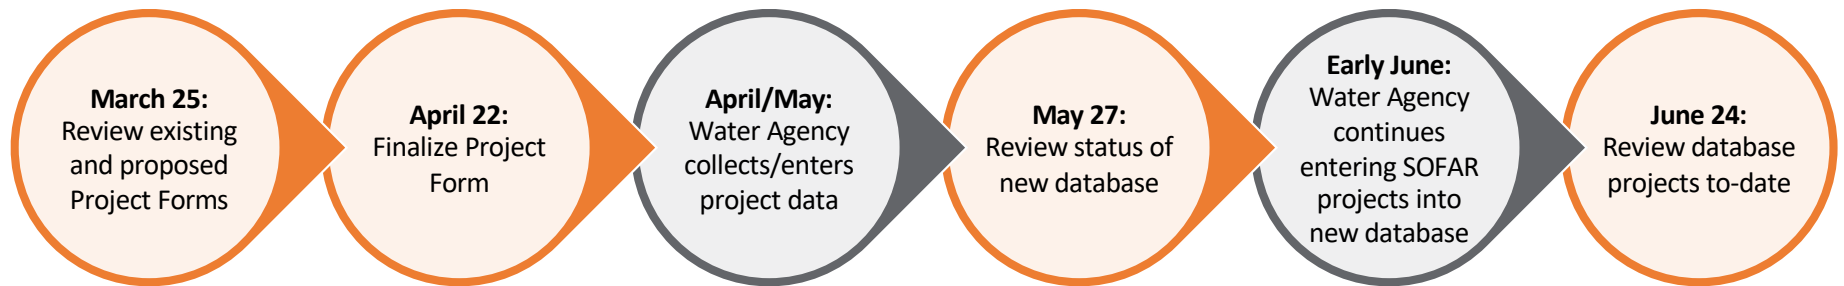 March 25:
Review existing
and proposed
Project Forms
April 22:
Finalize Project
Form
April/May:
Water Agency
collects/enters
project data
May 27:
Review status of
new database
Early June:
Water Agency
continues
entering SOFAR
projects into
new database
June 24:
Review database
projects to-date